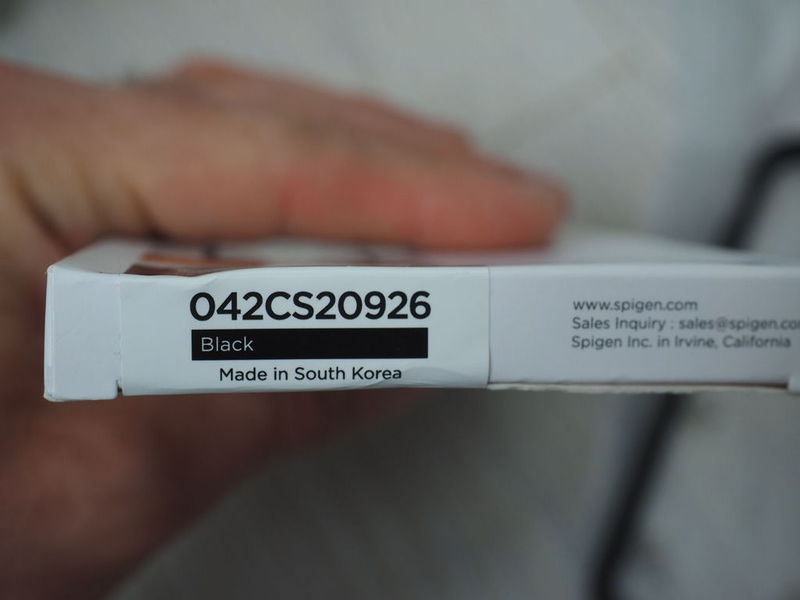 042CS20926
Black
Made in South Korea
www.spigen.com
Sales Inquiry : sales@spigen.co
Spigen Inc. in Irvine, California